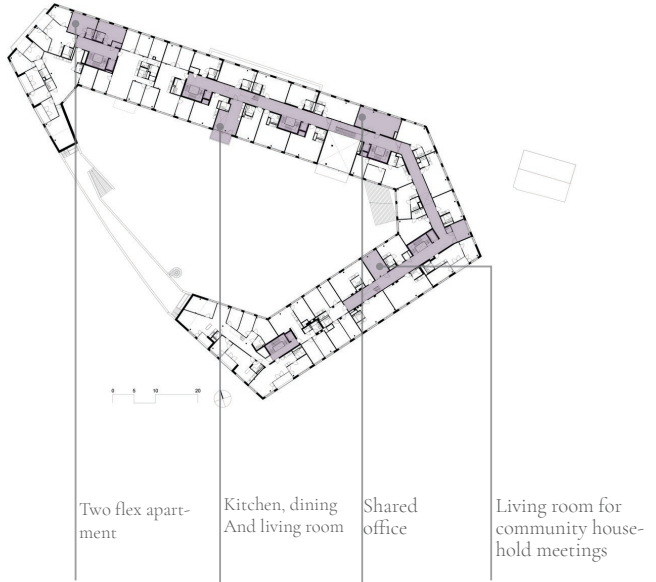 0 5 10 20
Two flex apart-
ment
Kitchen, dining
And living room
Shared
office
Living room for
community house-
hold meetings